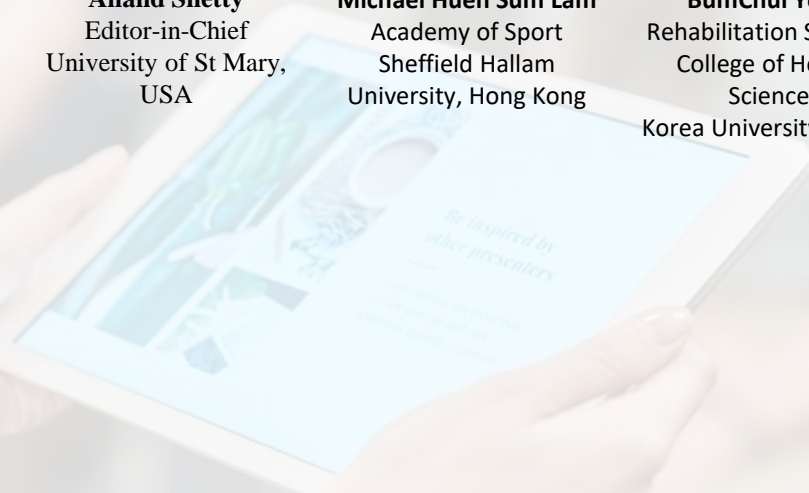 Anand Shetty
Editor-in-Chief
University of St Mary,
USA
Michael Huen Sum Lam
Academy of Sport
Sheffield Hallam
University, Hong Kong
Rehabilitation
College of
Science
Korea
Be inspired by
other presenters